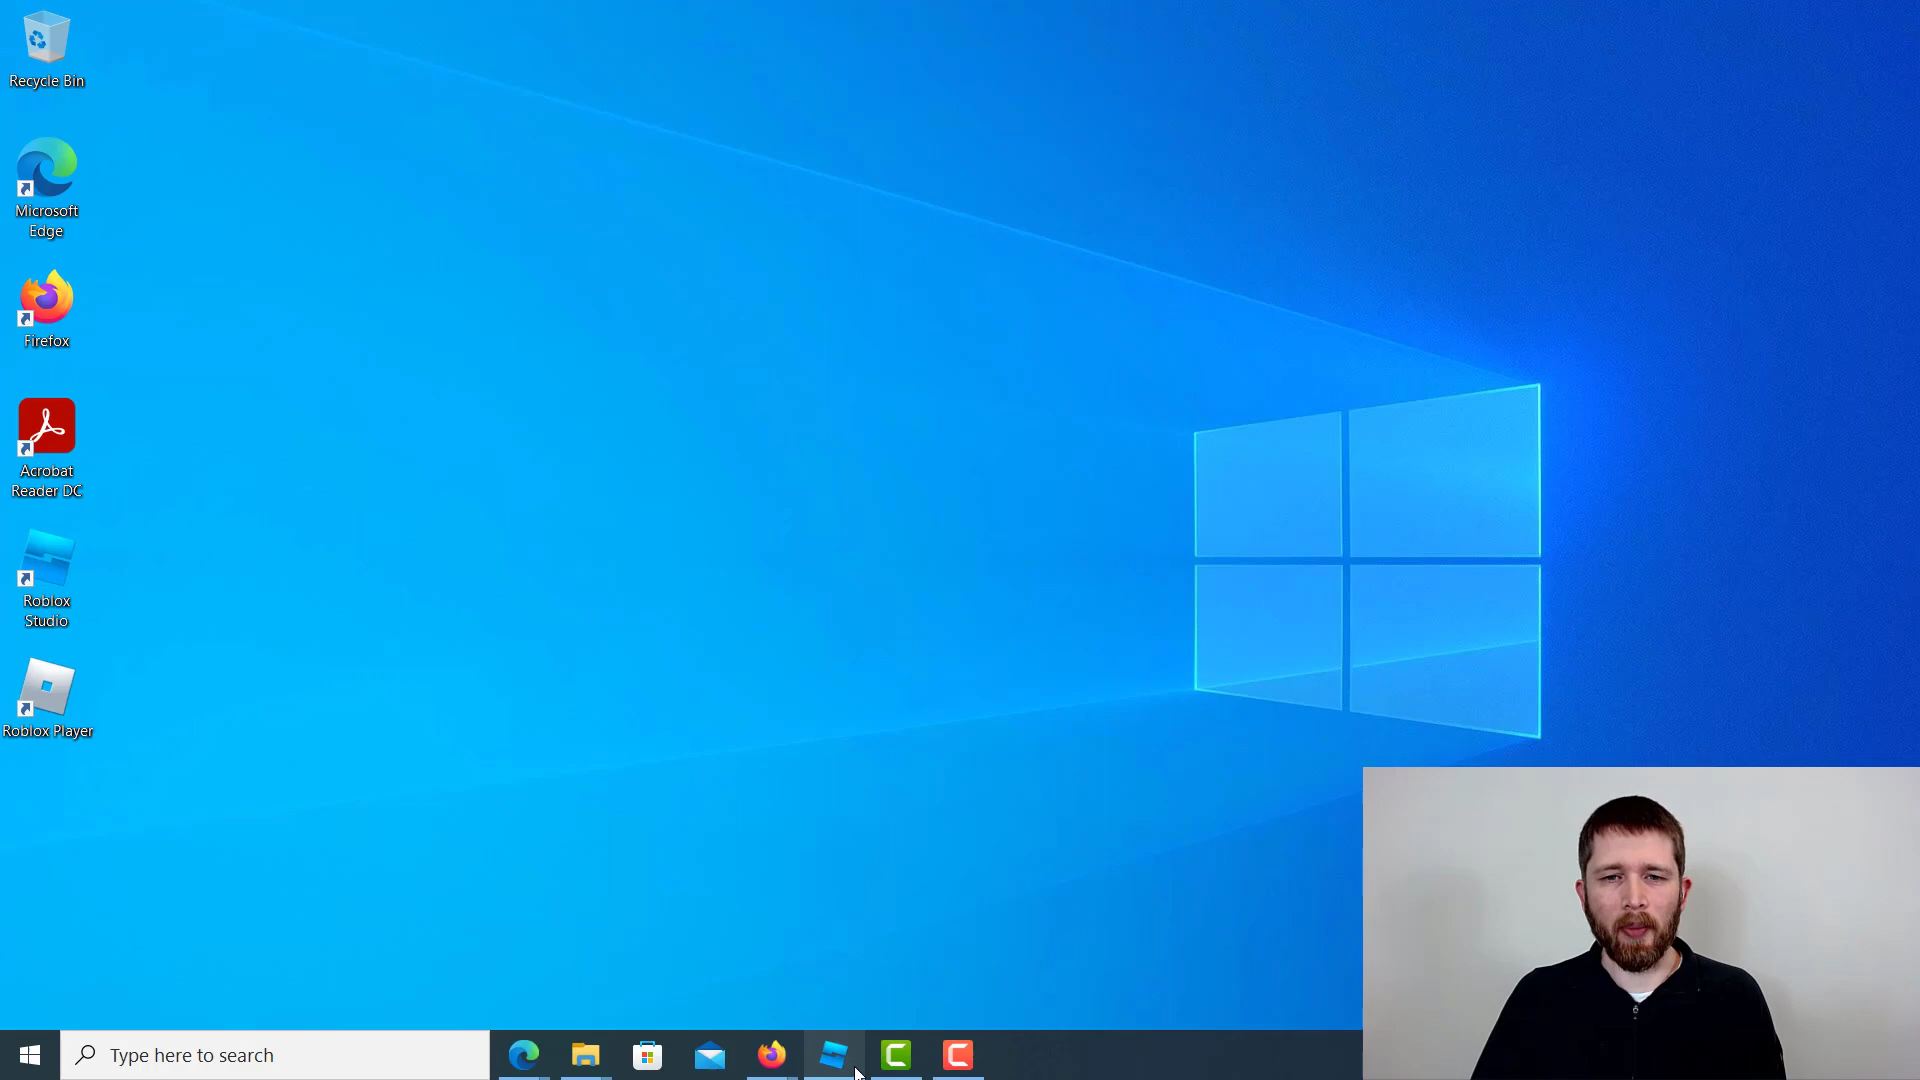 Recycle Bin
Microsoft
Edge
Firefox
Acrobat
Reader DC
Roblox
Studio
Roblox Player
Type here to search